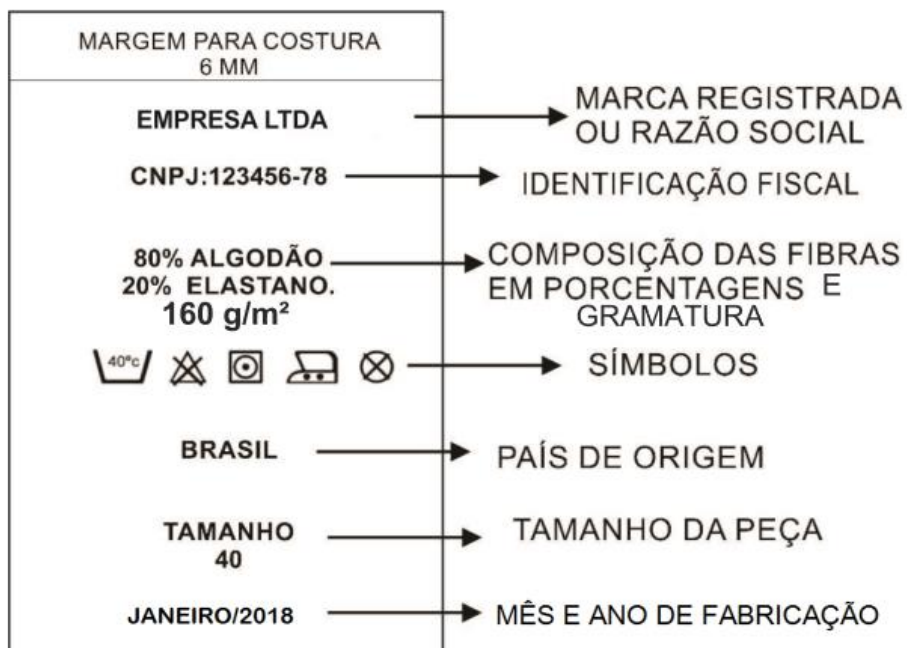 MARGEM PARA COSTURA
6 MM
EMPRESA LTDA
MARCA REGISTRADA
OU RAZÃO SOCIAL
CNPJ:123456-78
IDENTIFICAÇÃO FISCAL
80% ALGODÃO
20% ELASTANO.
160 g/m²
COMPOSIÇÃO DAS FIBRAS
EM PORCENTAGENS E
GRAMATURA
40°c
SÍMBOLOS
BRASIL
PAÍS DE ORIGEM
TAMANHO
40
TAMANHO DA PEÇA
JANEIRO/2018
MÊS E ANO DE FABRICAÇÃO